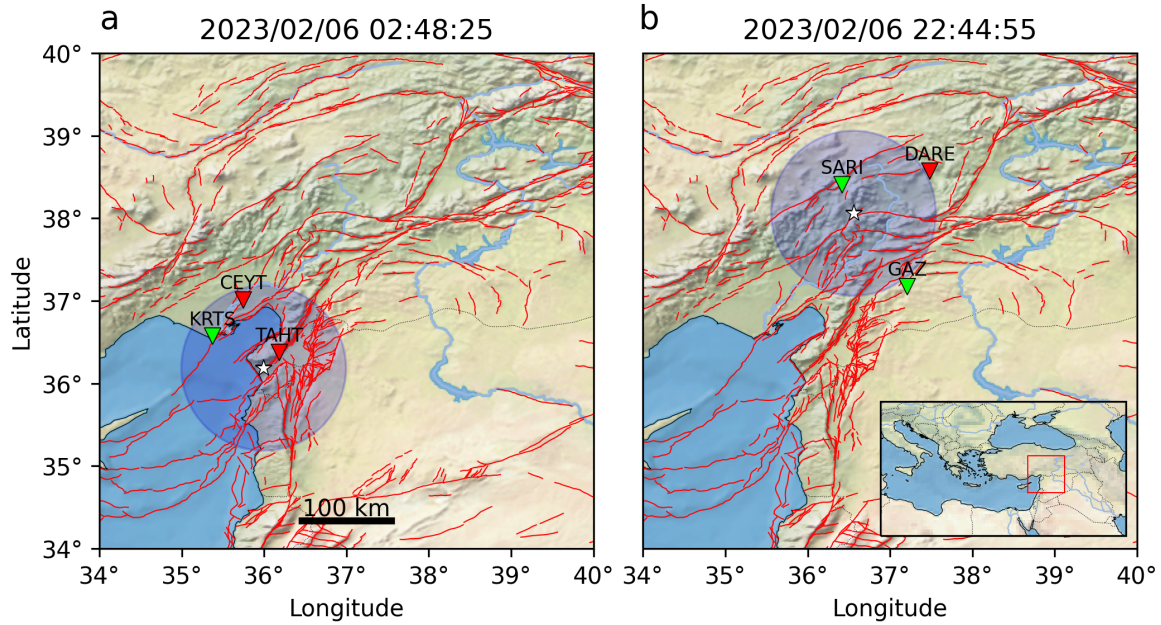 a
2023/02/06 02:48:25
40°
39°
38°
37°
36°
35°
34°
Latitude
CEYT
KRTS
TAHT
100 km
34° 35° 36° 37° 38° 39° 40°
Longitude
b
2023/02/06 22:44:55
40°
39°
38°
37°
36°
35°
34°
SARI
DARE
GAZ
34° 35° 36° 37° 38° 39° 40°
Longitude